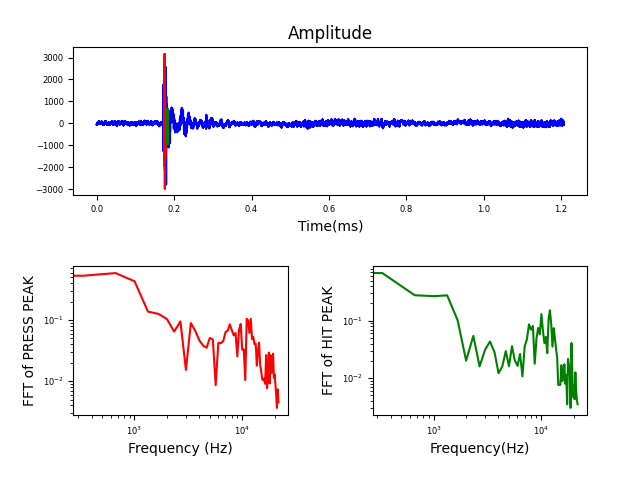 Amplitude
3000
2000
1000
0
−1000
−2000
−3000
0.0 0.2 0.4 0.6 0.8 1.0 1.2
Time(ms)
FFT of PRESS PEAK
10⁻¹
10⁻²
10³ 10⁴
Frequency (Hz)
FFT of HIT PEAK
10⁻¹
10⁻²
10³ 10⁴
Frequency(Hz)